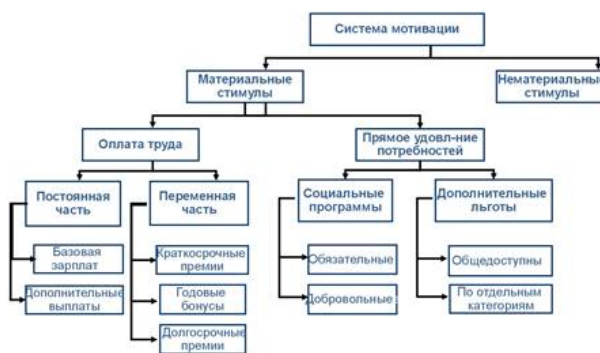 Система мотивации
Материальные
стимулы
Нематериальные
стимулы
Оплата труда
Прямое удовл-ние
потребностей
Постоянная
часть
Переменная
часть
Социальные
программы
Дополнительные
льготы
Базовая
зарплат
Дополнительные
выплаты
Краткосрочные
премии
Годовые
бонусы
Долгосрочные
премии
Обязательные
Добровольные
Общедоступны
По отдельным
категориям